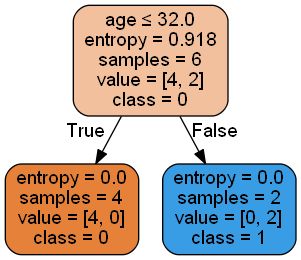 age ≤ 32.0
entropy = 0.918
samples = 6
value = [4, 2]
class = 0
True
False
entropy = 0.0
samples = 4
value = [4, 0]
class = 0
entropy = 0.0
samples = 2
value = [0, 2]
class = 1